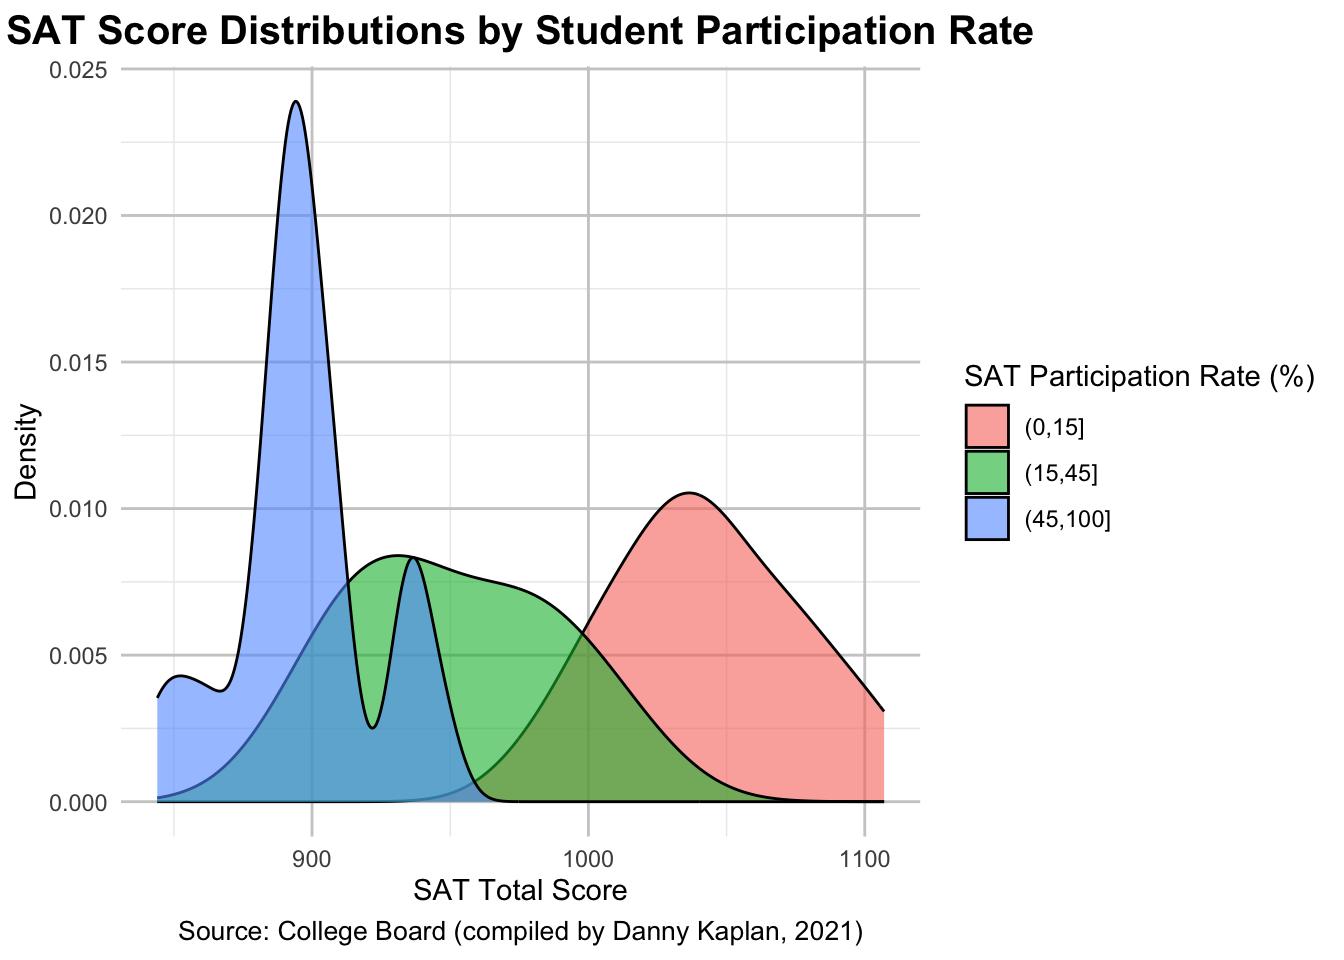 SAT Score Distributions by Student Participation Rate
0.025
0.020
0.015
0.010
0.005
0.000
Density
900 1000 1100
SAT Total Score
Source: College Board (compiled by Danny Kaplan, 2021)
SAT Participation Rate (%)
(0,15]
(15,45]
(45,100]